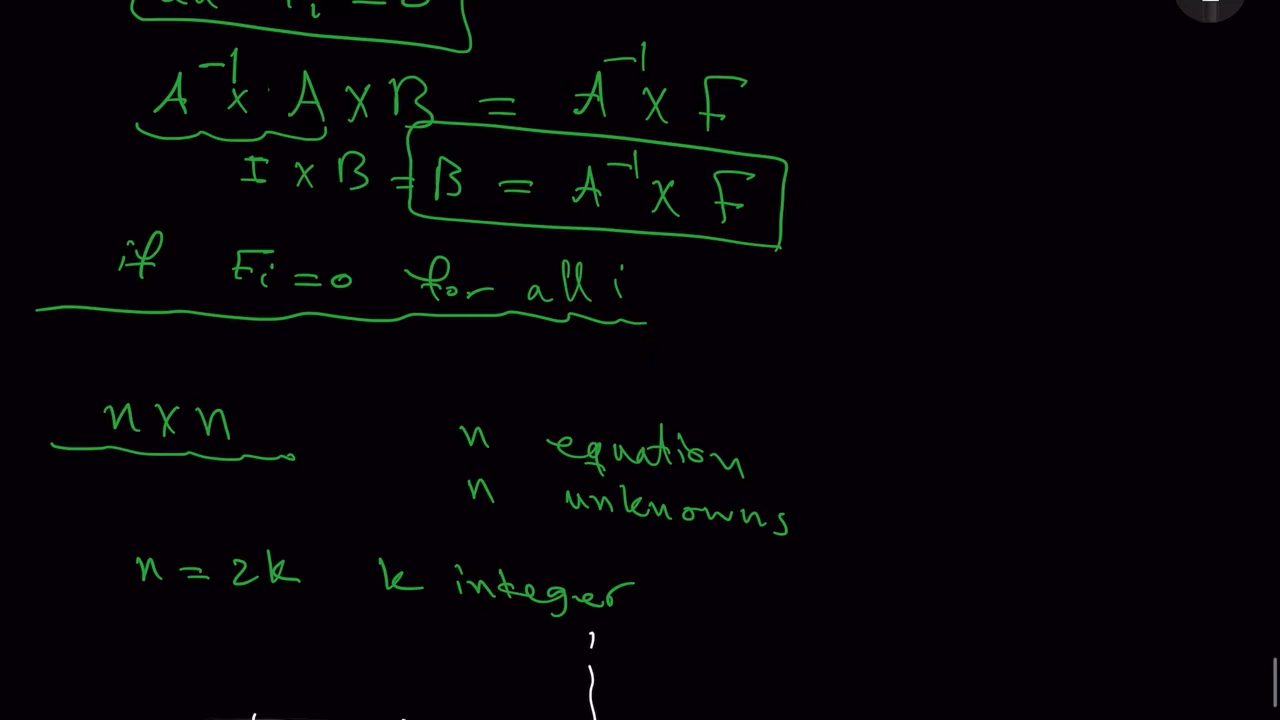 A⁻¹ × A × B = A⁻¹ × F
I × B = B = A⁻¹ × F
if Fi = 0 for all i
n × n
n equation
n unknowns
n = 2k k integer